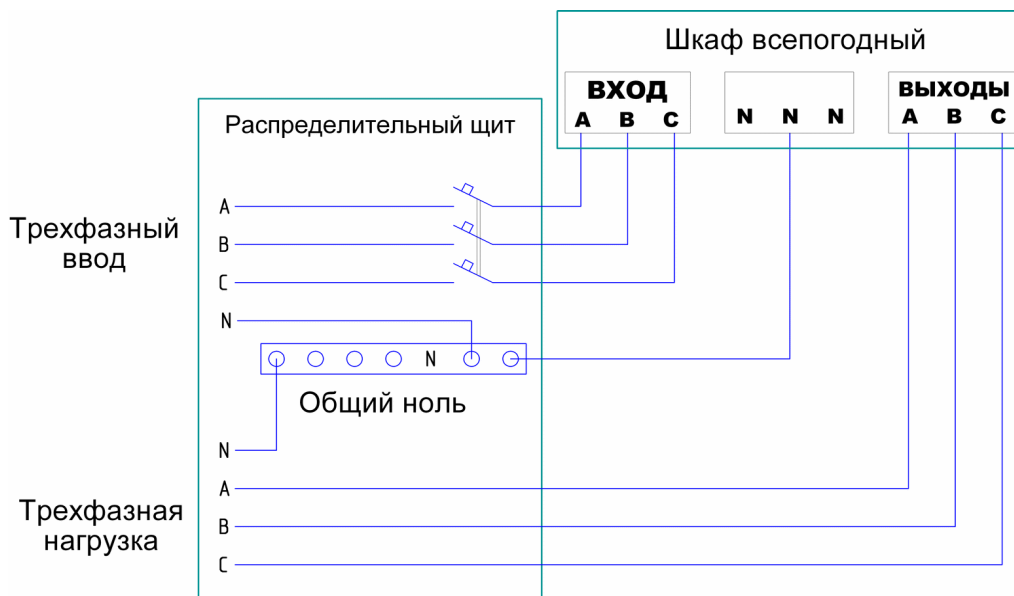 Шкаф всепогодный
ВХОД
A B C
N N N
ВЫХОДЫ
A B C
Распределительный щит
Трехфазный
ввод
A
B
C
N
N
Общий ноль
Трехфазная
нагрузка
N
A
B
C